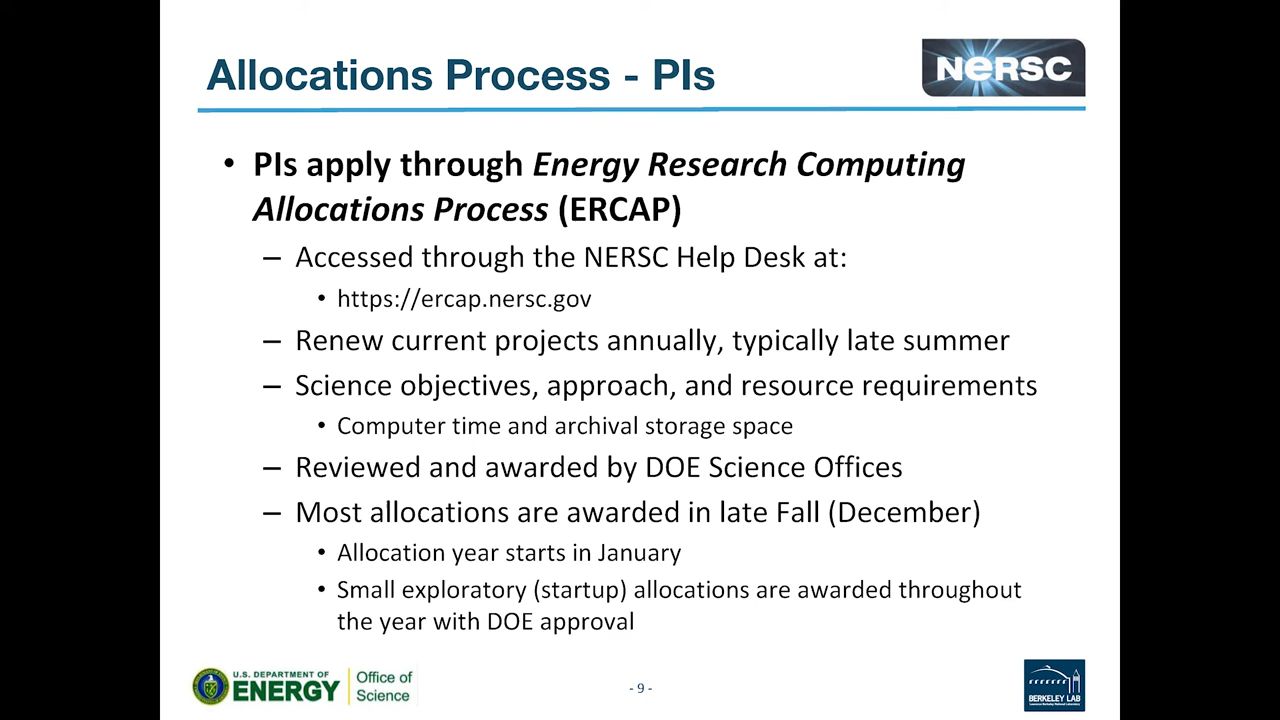 Allocations Process - PIs
NERSC
• PIs apply through Energy Research Computing
Allocations Process (ERCAP)
– Accessed through the NERSC Help Desk at:
• https://ercap.nersc.gov
– Renew current projects annually, typically late summer
– Science objectives, approach, and resource requirements
• Computer time and archival storage space
– Reviewed and awarded by DOE Science Offices
– Most allocations are awarded in late Fall (December)
• Allocation year starts in January
• Small exploratory (startup) allocations are awarded throughout
the year with DOE approval
U.S. DEPARTMENT OF
ENERGY
Office of
Science
- 9 -
BERKELEY LAB
Lawrence Berkeley National Laboratory